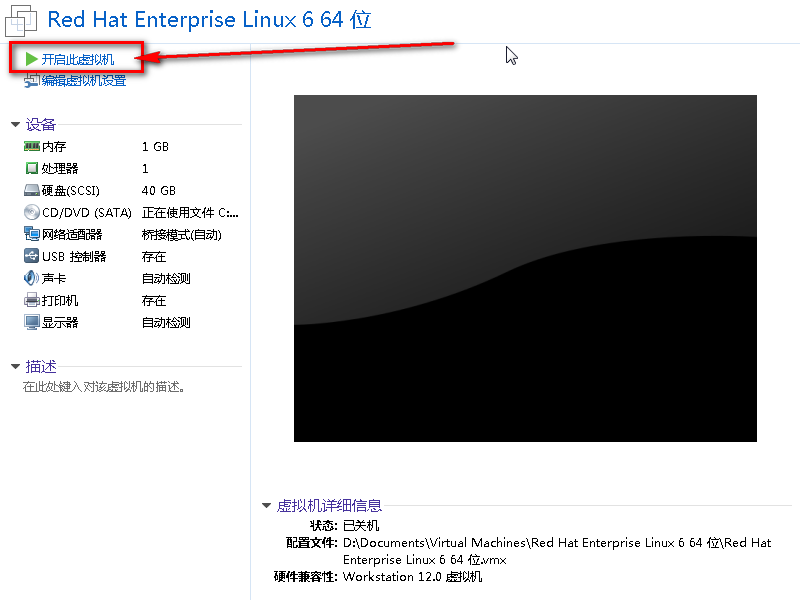 Red Hat Enterprise Linux 6 64 位
开启此虚拟机
编辑虚拟机设置
设备
内存 1 GB
处理器 1
硬盘(SCSI) 40 GB
CD/DVD (SATA) 正在使用文件 C:...
网络适配器 桥接模式(自动)
USB 控制器 存在
声卡 自动检测
打印机 存在
显示器 自动检测
描述
在此处键入对该虚拟机的描述。
虚拟机详细信息
状态: 已关机
配置文件: D:\Documents\Virtual Machines\Red Hat Enterprise Linux 6 64 位\Red Hat
Enterprise Linux 6 64 位.vmx
硬件兼容性: Workstation 12.0 虚拟机